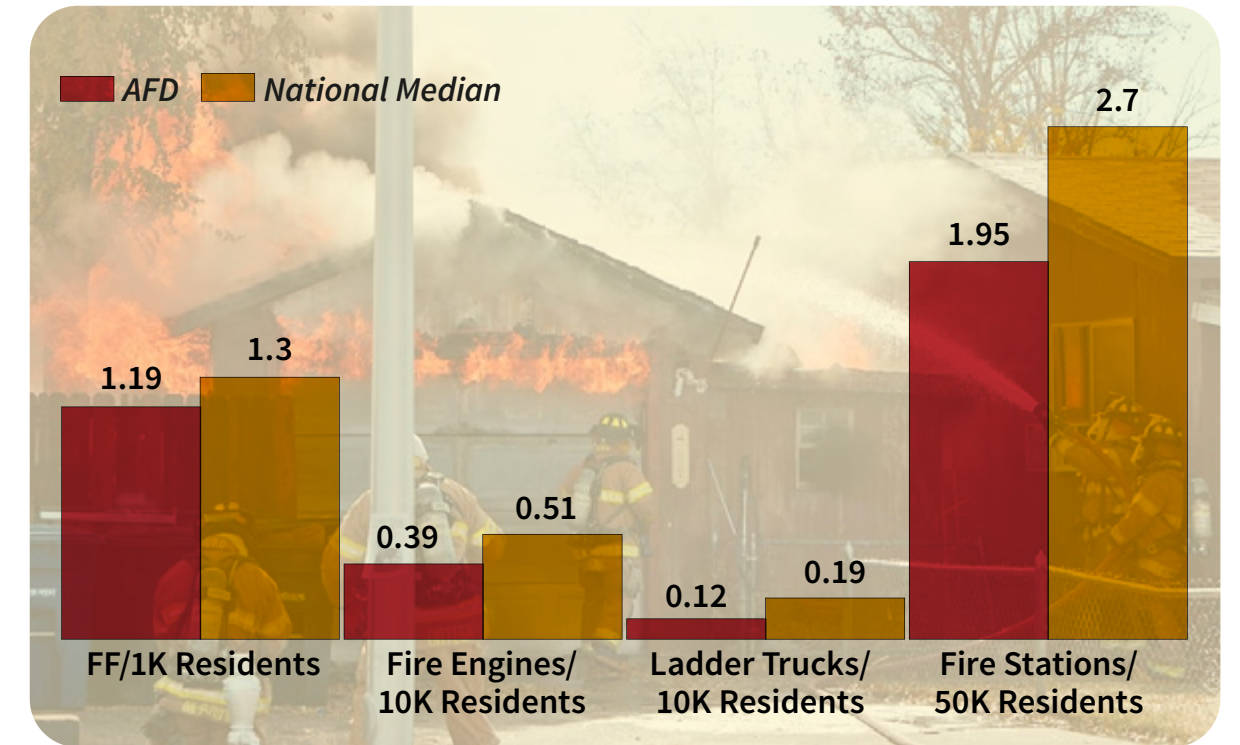 AFD
National Median
2.7
1.95
1.3
1.19
0.51
0.39
0.19
0.12
FF/1K Residents
Fire Engines/
10K Residents
Ladder Trucks/
10K Residents
Fire Stations/
50K Residents